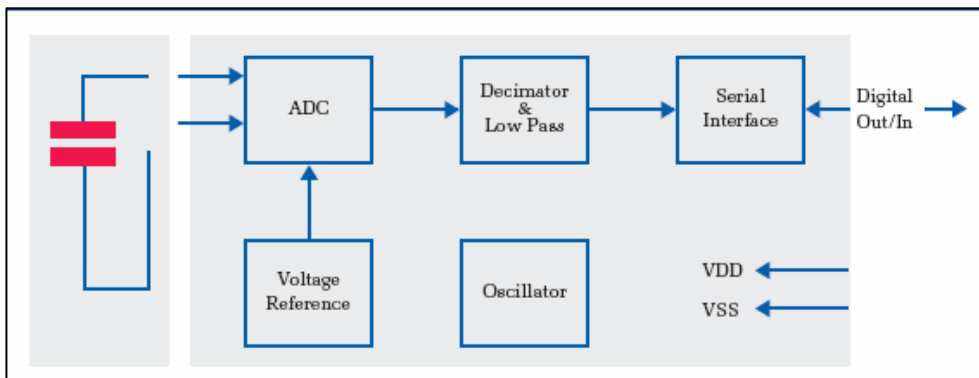 ADC
Decimator
&
Low Pass
Serial
Interface
Digital
Out/In
Voltage
Reference
Oscillator
VDD
VSS